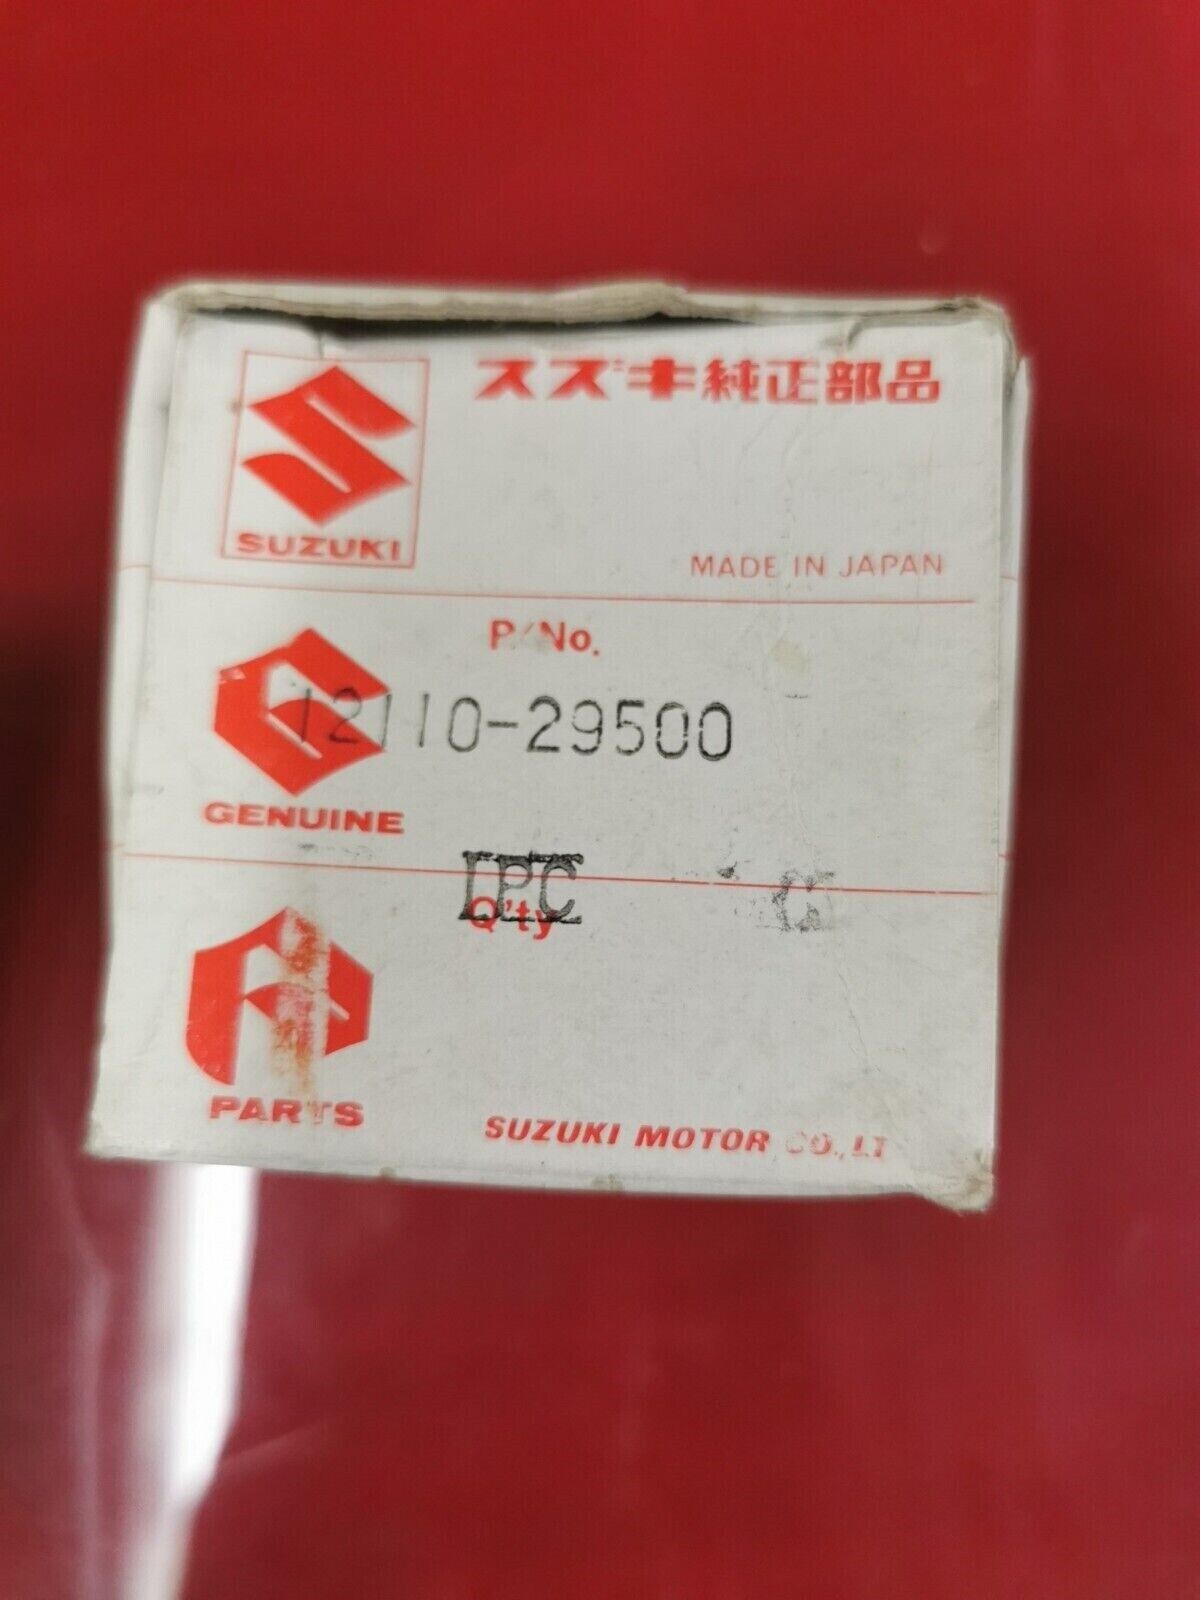 スズキ純正部品
SUZUKI
MADE IN JAPAN
P/No.
12110-29500
GENUINE
1PC
Q'ty
PARTS
SUZUKI MOTOR CO., LT